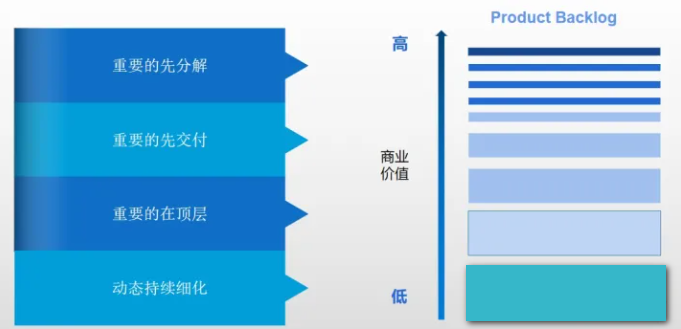 Product Backlog
高
重要的先分解
重要的先交付
商业
价值
重要的在顶层
动态持续细化
低